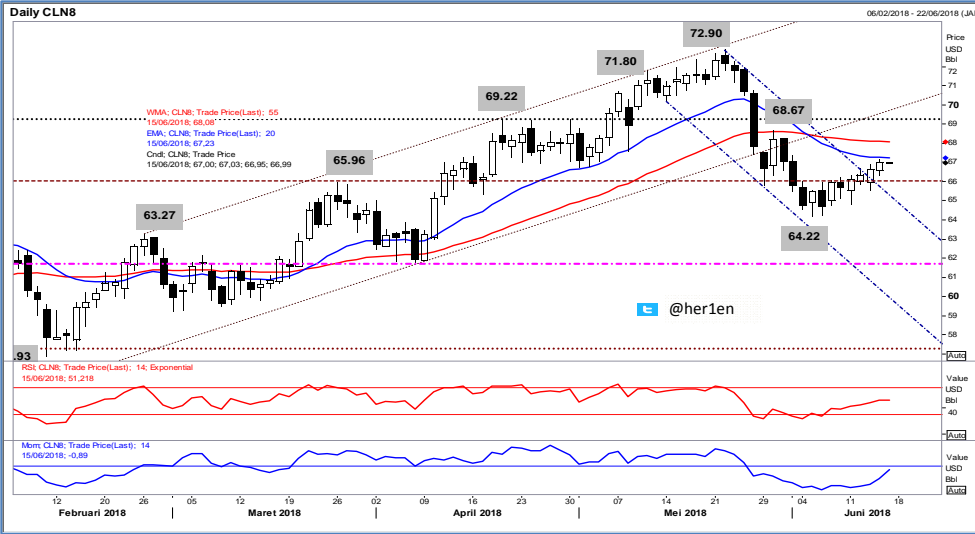 Daily CLN8
06/02/2018 - 22/06/2018 (JA
Price
USD
Bbl
WMA; CLN8; Trade Price(Last); 55
15/06/2018; 68,08
EMA; CLN8; Trade Price(Last); 20
15/06/2018; 67,23
Cndl; CLN8; Trade Price
15/06/2018; 67,00; 67,03; 66,95; 66,99
72.90
71.80
69.22
68.67
65.96
63.27
64.22
.93
@her1en
72
71
70
69
68
67
66
65
64
63
62
61
60
59
58
Auto
RSI; CLN8; Trade Price(Last); 14; Exponential
15/06/2018; 51,218
Value
USD
Bbl
40
Auto
Mom; CLN8; Trade Price(Last); 14
15/06/2018; -0,89
Value
USD
Bbl
Auto
12 20 26 05 12 19 26 02 09 16 23 30 07 14 21 29 04 11 18
Februari 2018 Maret 2018 April 2018 Mei 2018 Juni 2018